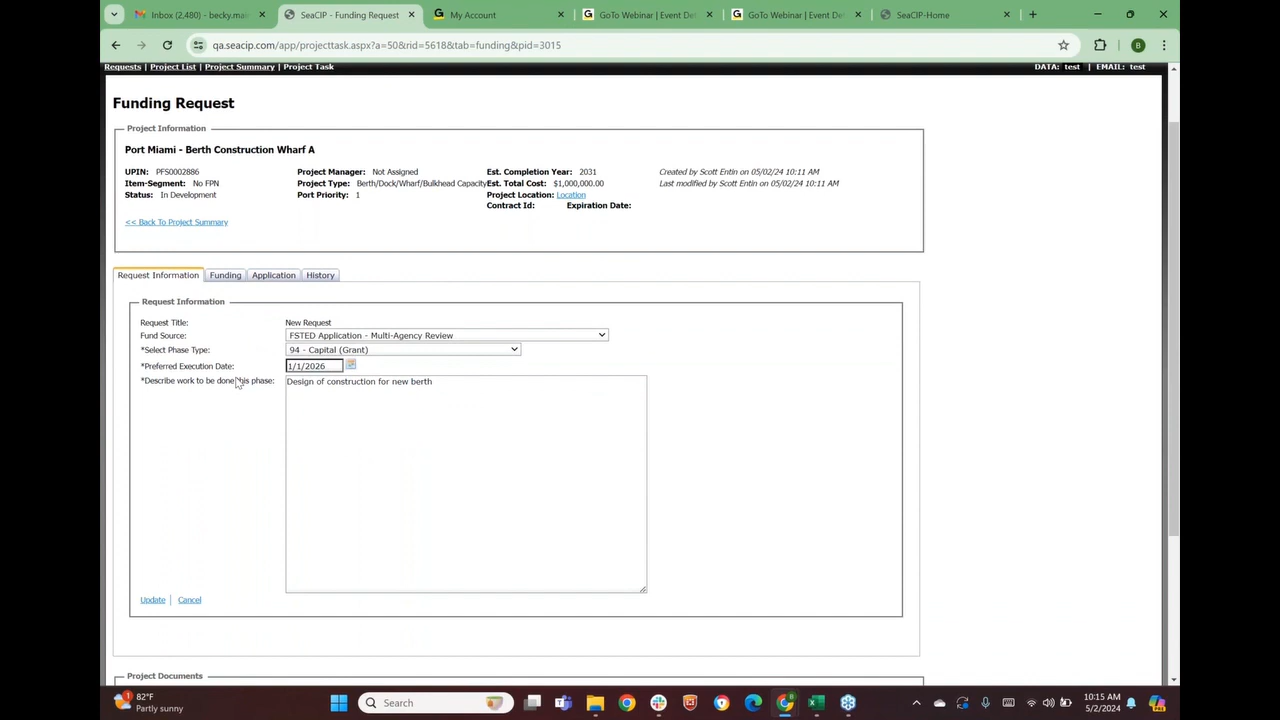 Inbox (2,480) - becky.mai
SeaCIP - Funding Request
My Account
GoTo Webinar | Event Det
GoTo Webinar | Event Det
SeaCIP-Home
qa.seacip.com/app/projecttask.aspx?a=50&rid=5618&tab=funding&pid=3015
B
Requests | Project List | Project Summary | Project Task
DATA: test | EMAIL: test
Funding Request
Project Information
Port Miami - Berth Construction Wharf A
UPIN: PFS0002886
Project Manager: Not Assigned
Est. Completion Year: 2031
Created by Scott Entin on 05/02/24 10:11 AM
Item-Segment: No FPN
Project Type: Berth/Dock/Wharf/Bulkhead Capacity
Est. Total Cost: $1,000,000.00
Last modified by Scott Entin on 05/02/24 10:11 AM
Status: In Development
Port Priority: 1
Project Location: Location
Contract Id: Expiration Date:
<< Back To Project Summary
Request Information
Funding
Application
History
Request Information
Request Title: New Request
Fund Source: FSTED Application - Multi-Agency Review
*Select Phase Type: 94 - Capital (Grant)
*Preferred Execution Date: 1/1/2026
*Describe work to be done this phase: Design of construction for new berth
Update | Cancel
Project Documents
1
82°F
Partly sunny
Search
8
10:15 AM
5/2/2024